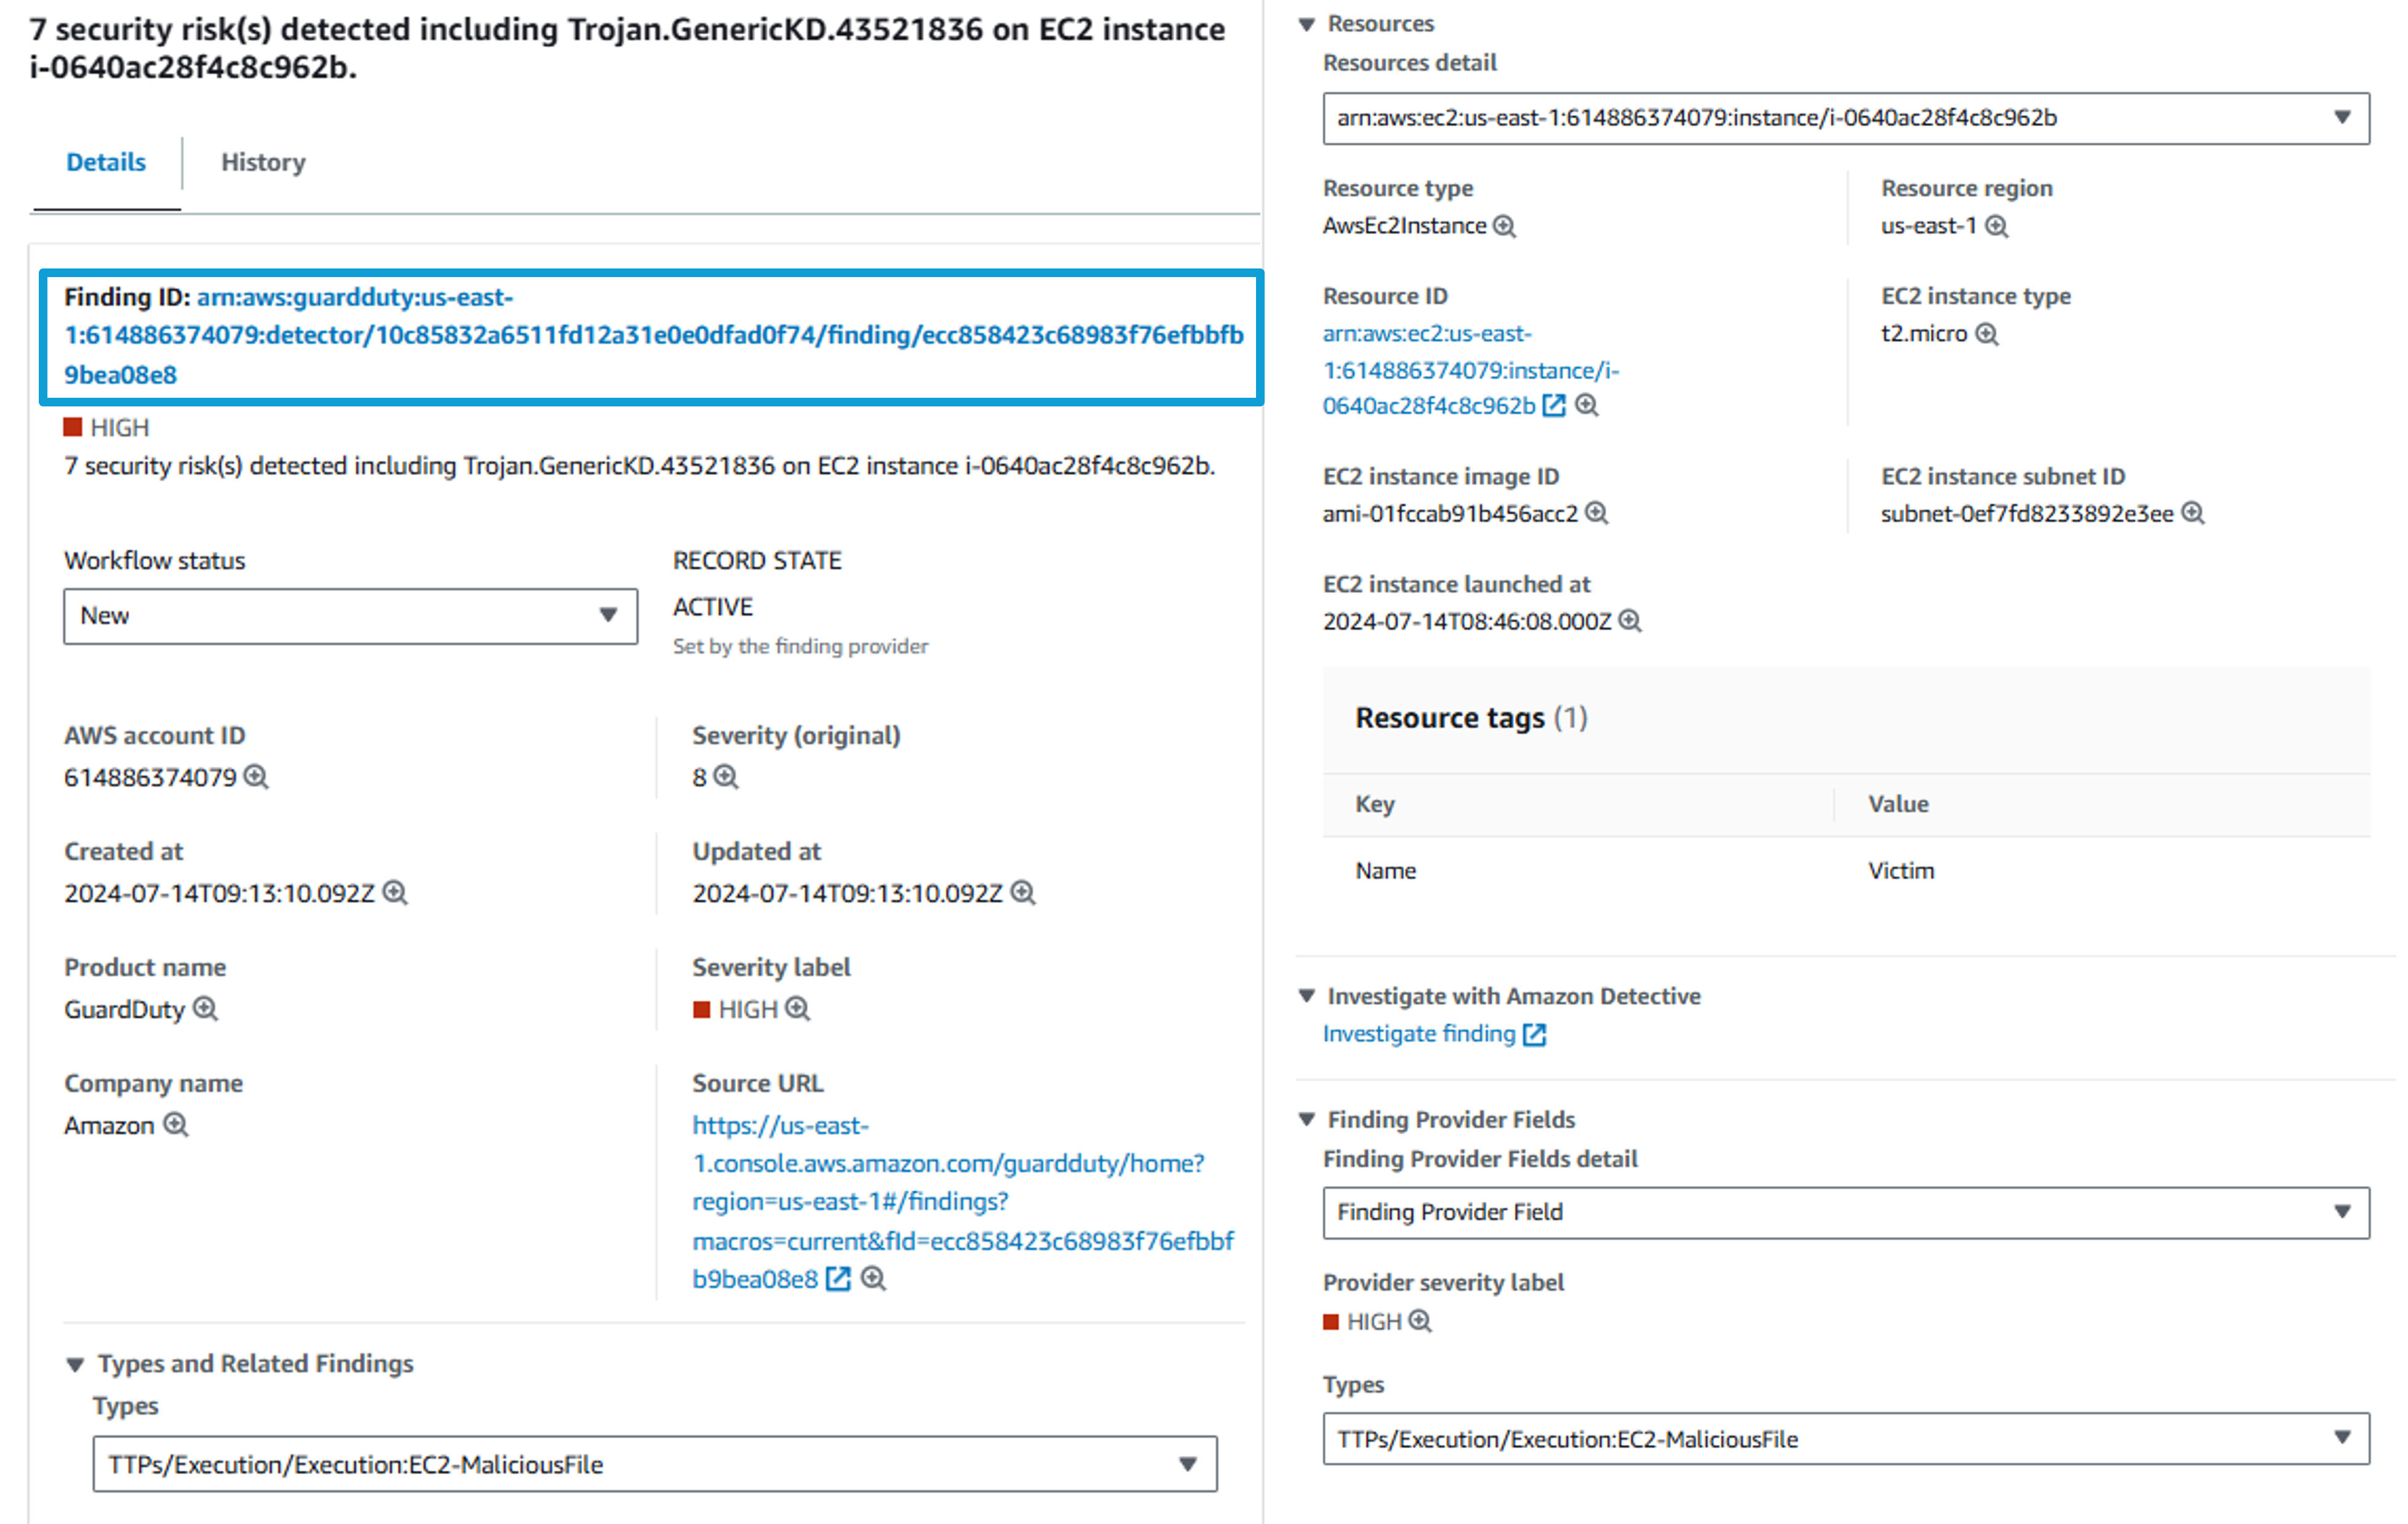 7 security risk(s) detected including Trojan.GenericKD.43521836 on EC2 instance
i-0640ac28f4c8c962b.
Details
History
Finding ID: arn:aws:guardduty:us-east-
1:614886374079:detector/10c85832a6511fd12a31e0e0dfad0f74/finding/ecc858423c68983f76efbbfb
9bea08e8
HIGH
7 security risk(s) detected including Trojan.GenericKD.43521836 on EC2 instance i-0640ac28f4c8c962b.
Workflow status
New
RECORD STATE
ACTIVE
Set by the finding provider
AWS account ID
614886374079
Severity (original)
8
Created at
2024-07-14T09:13:10.092Z
Updated at
2024-07-14T09:13:10.092Z
Product name
GuardDuty
Severity label
HIGH
Company name
Amazon
Source URL
https://us-east-
1.console.aws.amazon.com/guardduty/home?
region=us-east-1#/findings?
macros=current&fId=ecc858423c68983f76efbbf
b9bea08e8
Types and Related Findings
Types
TTPs/Execution/Execution:EC2-MaliciousFile
Resources
Resources detail
arn:aws:ec2:us-east-1:614886374079:instance/i-0640ac28f4c8c962b
Resource type
AwsEc2Instance
Resource region
us-east-1
Resource ID
arn:aws:ec2:us-east-
1:614886374079:instance/i-
0640ac28f4c8c962b
EC2 instance type
t2.micro
EC2 instance image ID
ami-01fccab91b456acc2
EC2 instance subnet ID
subnet-0ef7fd8233892e3ee
EC2 instance launched at
2024-07-14T08:46:08.000Z
Resource tags (1)
Key
Value
Name
Victim
Investigate with Amazon Detective
Investigate finding
Finding Provider Fields
Finding Provider Fields detail
Finding Provider Field
Provider severity label
HIGH
Types
TTPs/Execution/Execution:EC2-MaliciousFile